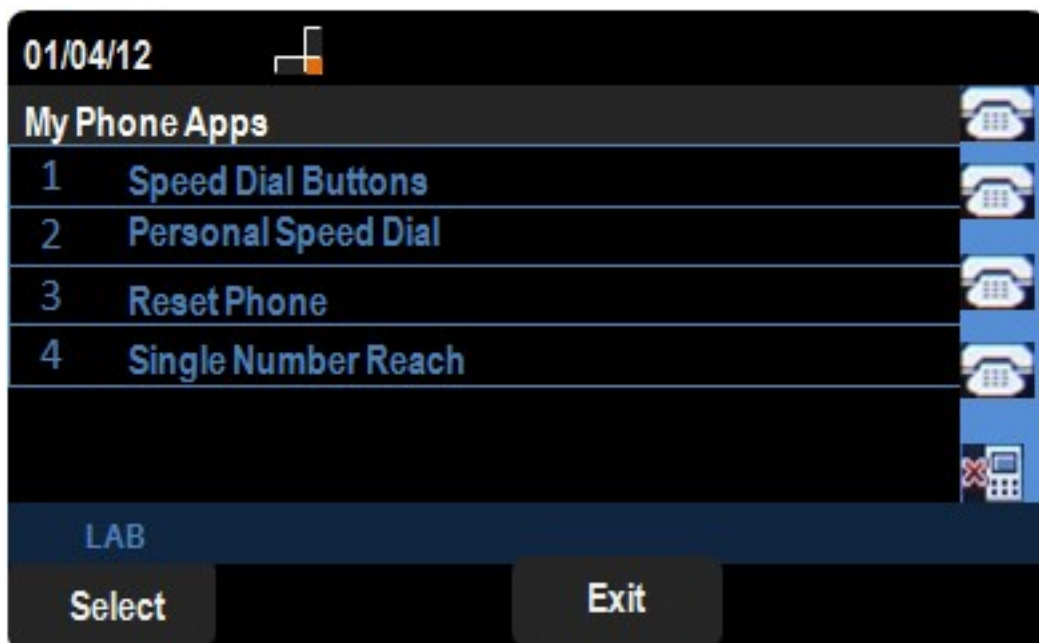 01/04/12
My Phone Apps
1 Speed Dial Buttons
2 Personal Speed Dial
3 Reset Phone
4 Single Number Reach
LAB
Select Exit